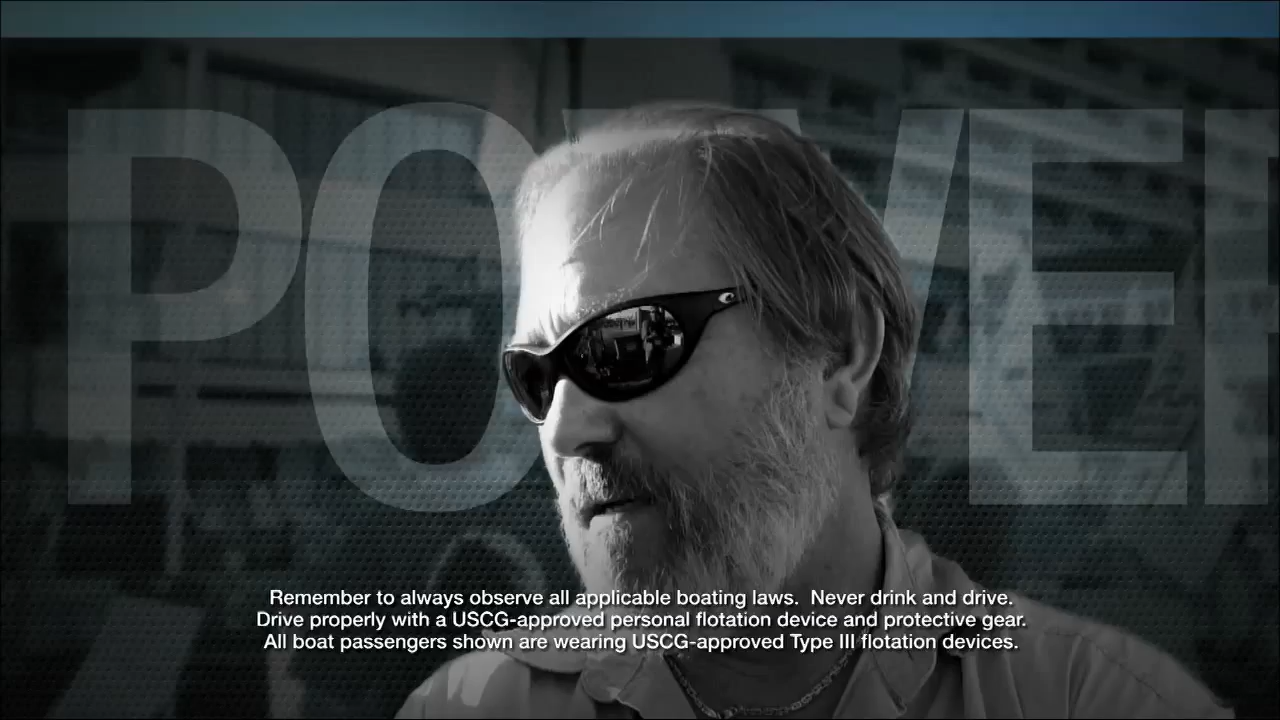 POWER
Remember to always observe all applicable boating laws.  Never drink and drive.
Drive properly with a USCG-approved personal flotation device and protective gear.
All boat passengers shown are wearing USCG-approved Type III flotation devices.